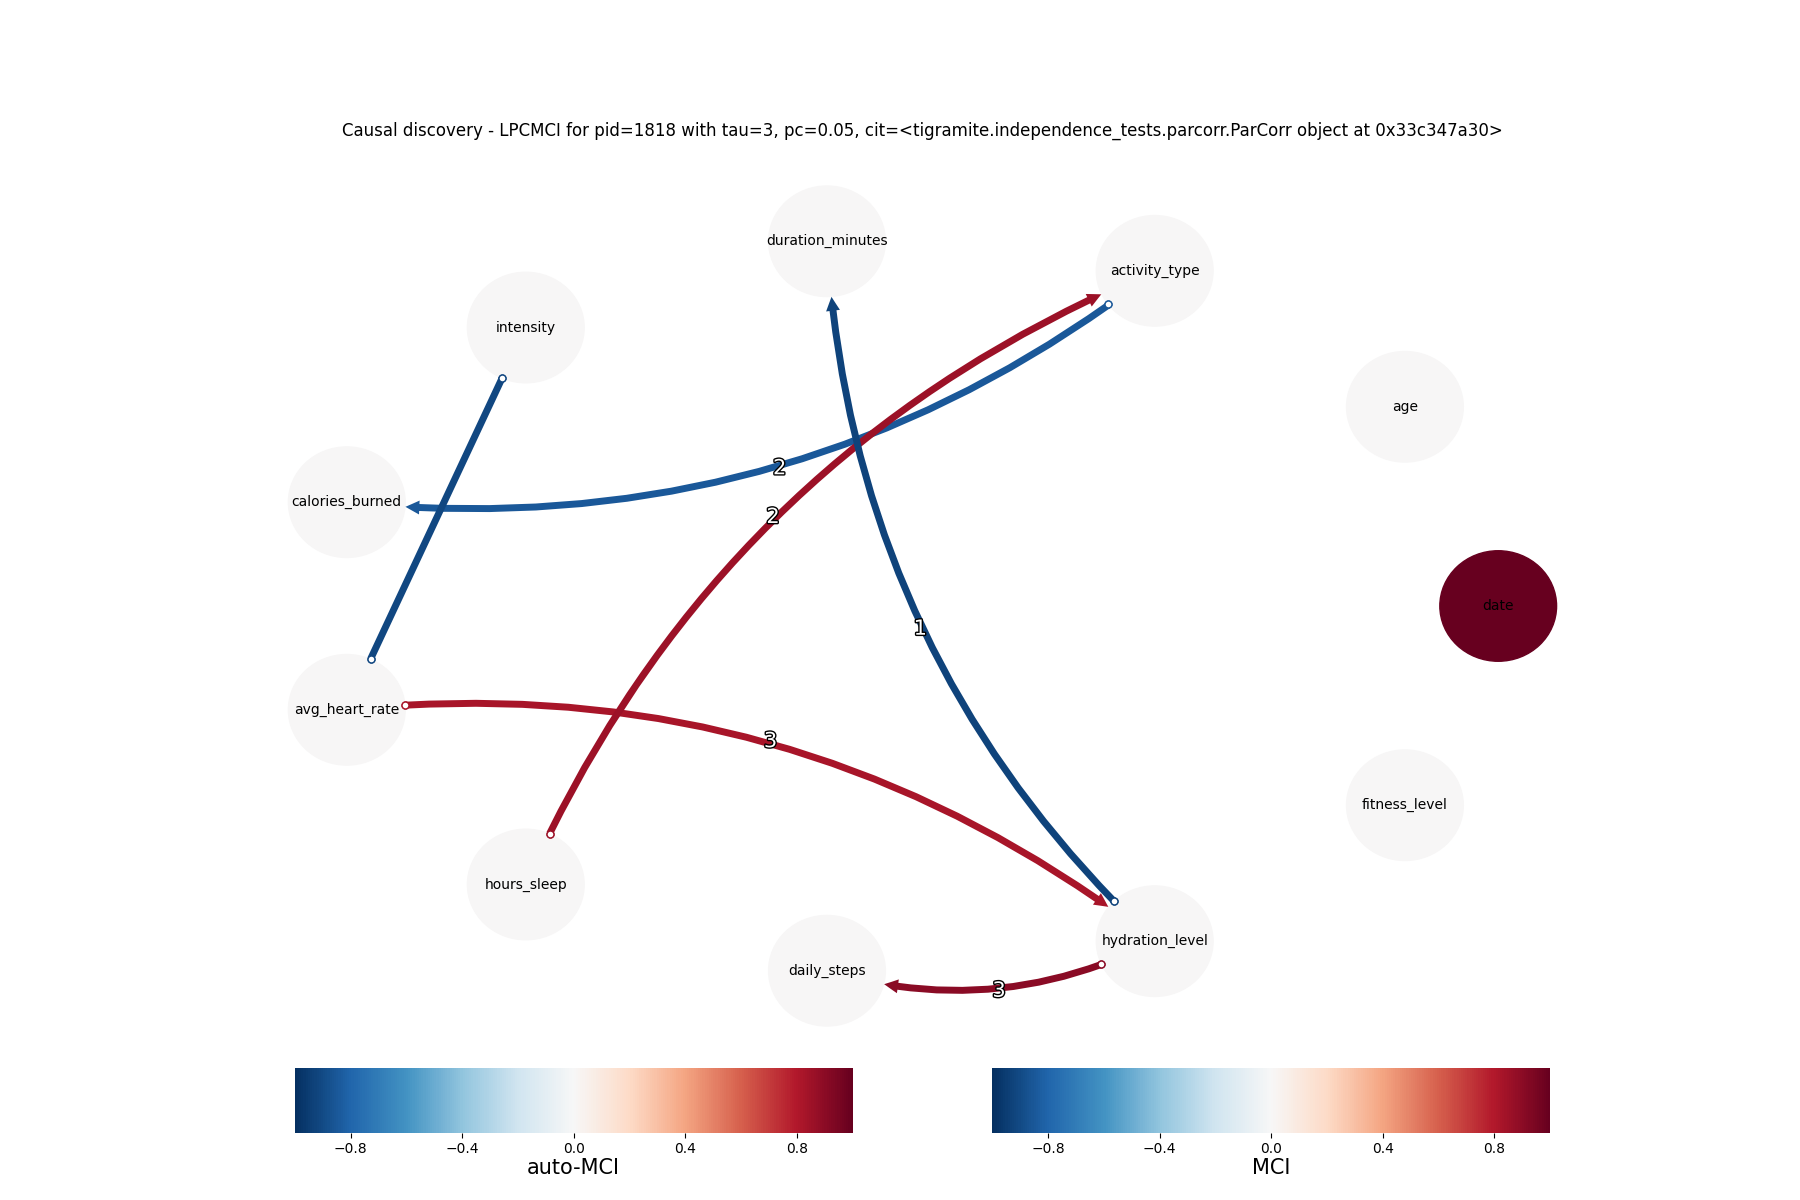 Causal discovery - LPCMCI for pid=1818 with tau=3, pc=0.05, cit=<tigramite.independence_tests.parcorr.ParCorr object at 0x33c347a30>
duration_minutes
activity_type
intensity
age
2
calories_burned
2
date
1
avg_heart_rate
3
fitness_level
hours_sleep
hydration_level
daily_steps
3
−0.8 −0.4 0.0 0.4 0.8
auto-MCI
−0.8 −0.4 0.0 0.4 0.8
MCI